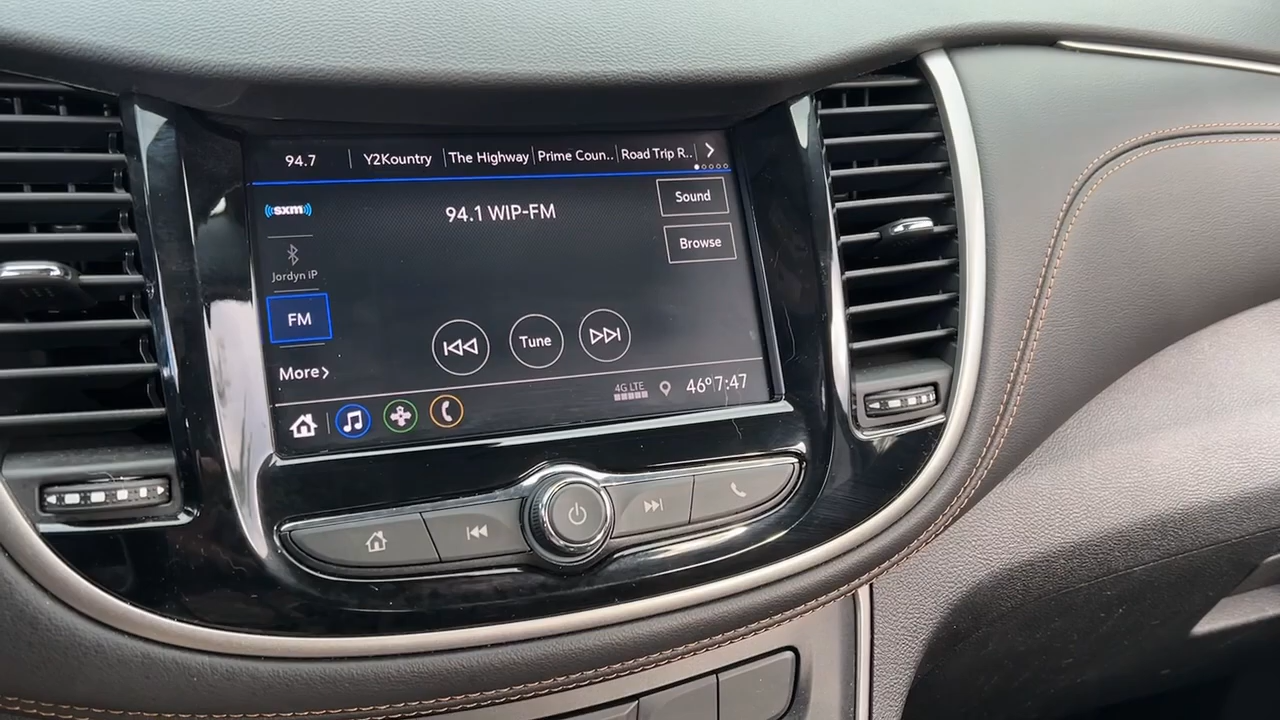 94.7 Y2Kountry The Highway Prime Coun.. Road Trip R..
sxm
94.1 WIP-FM
Sound
Browse
Jordyn iP
FM
Tune
More
4G LTE
46° 7:47